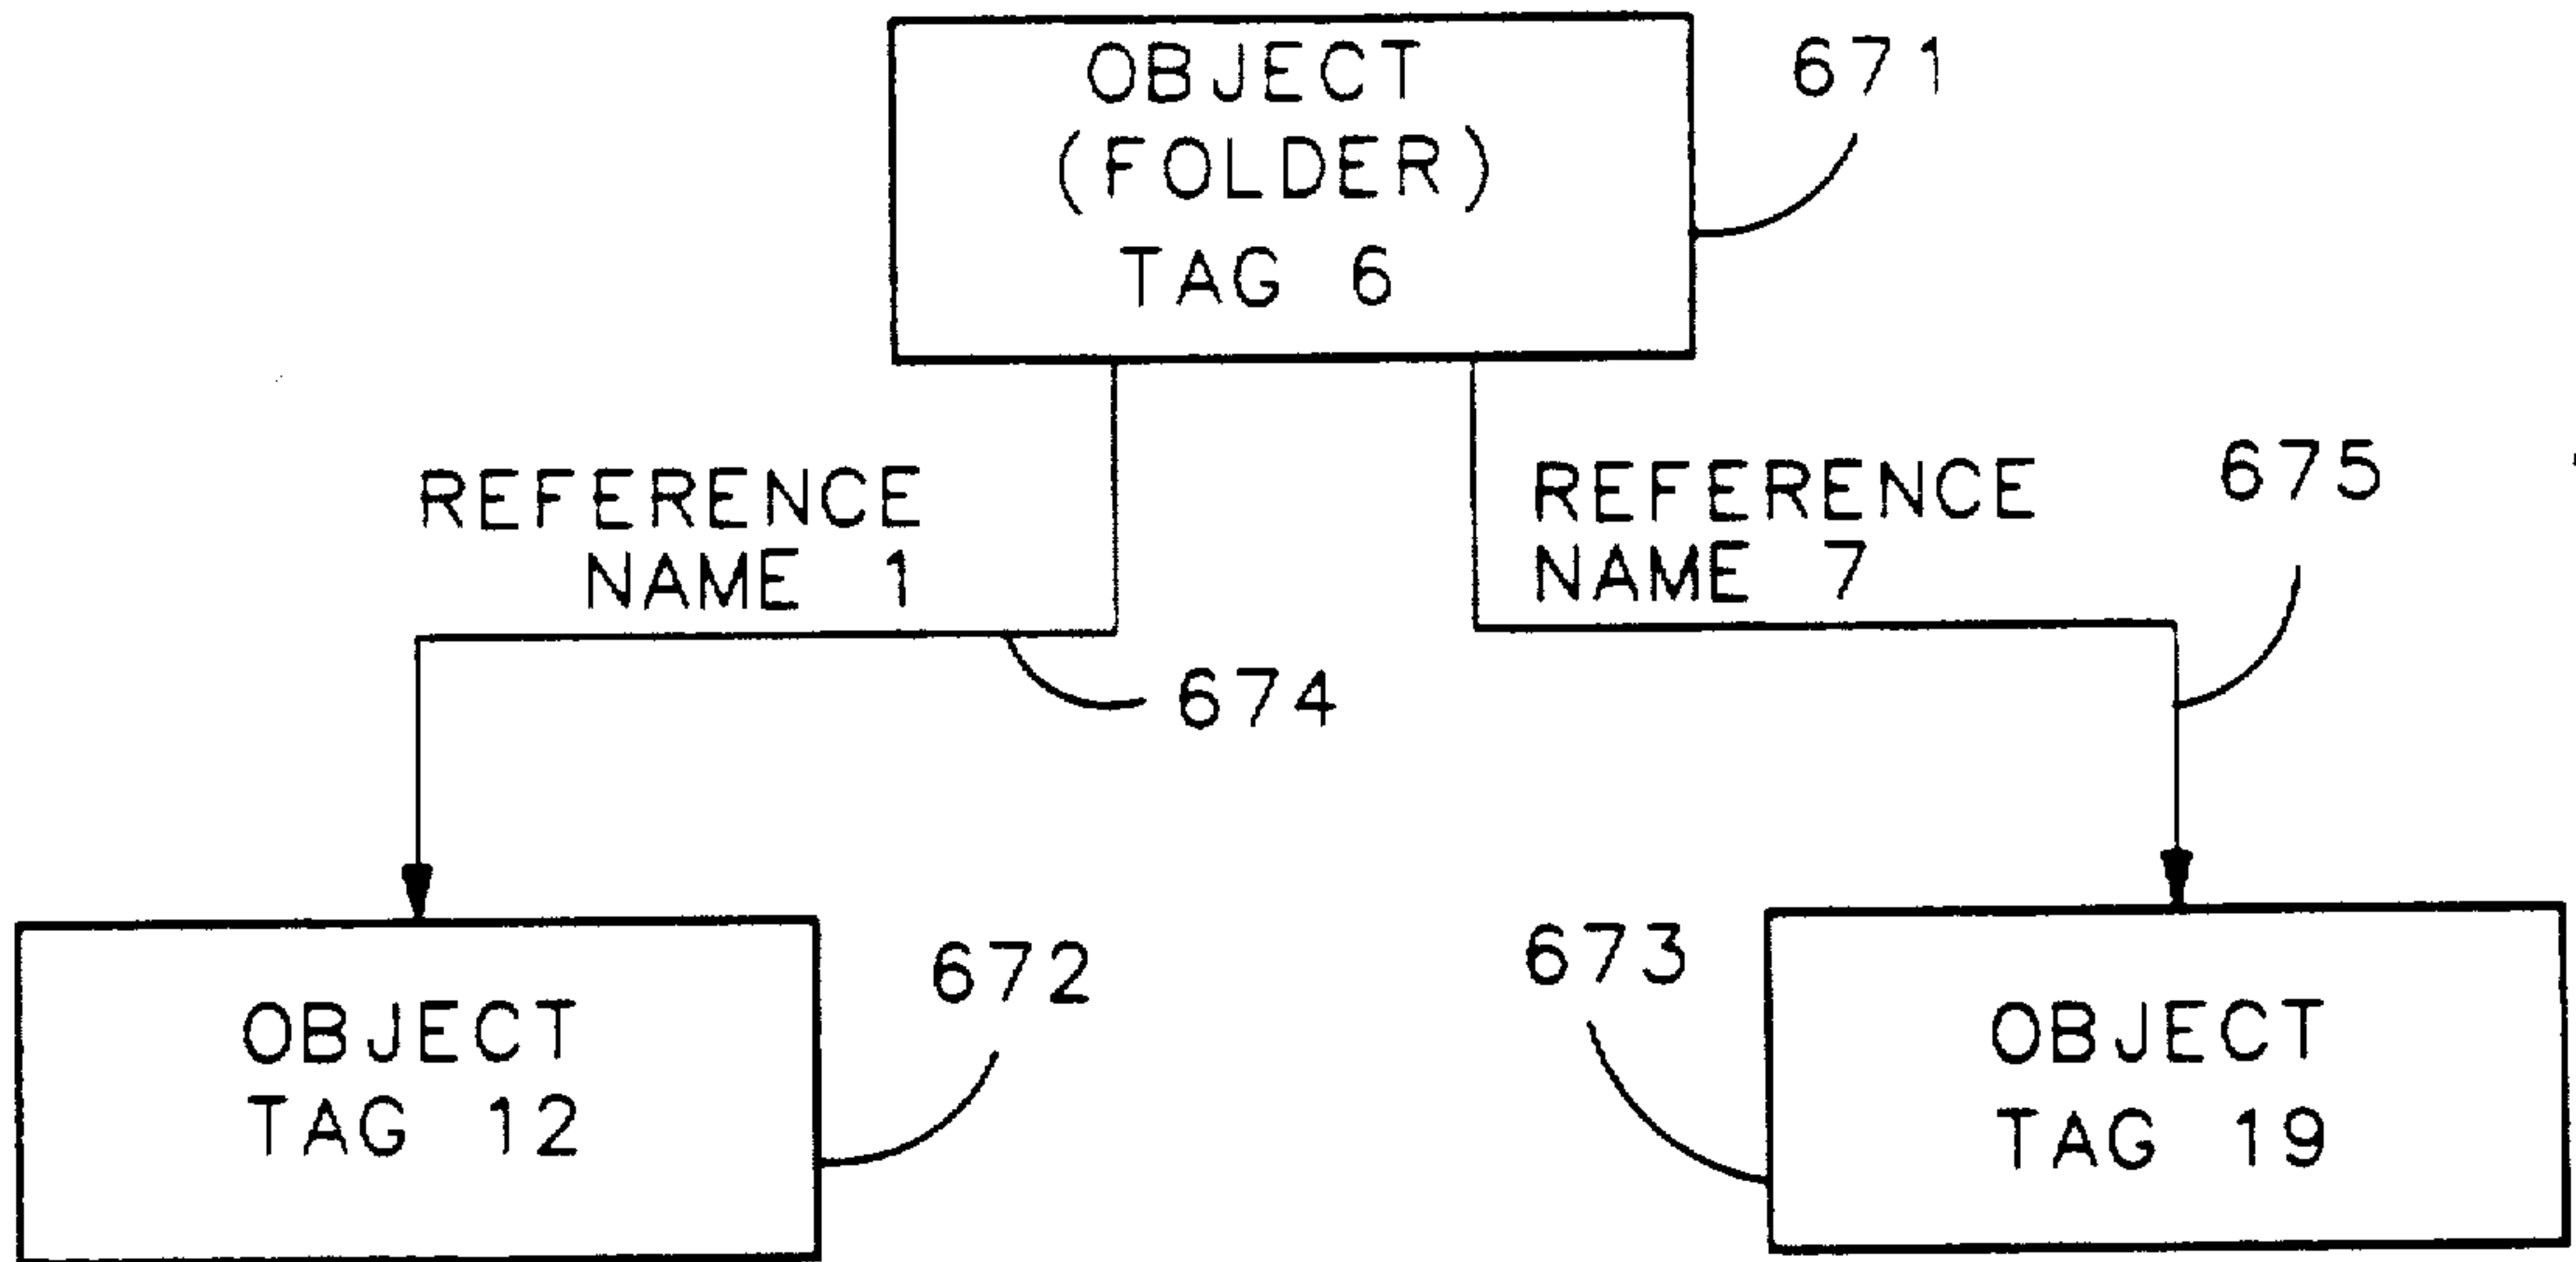 OBJECT
(FOLDER)
TAG 6
671
REFERENCE
NAME 1
674
REFERENCE
NAME 7
675
OBJECT
TAG 12
672
673
OBJECT
TAG 19